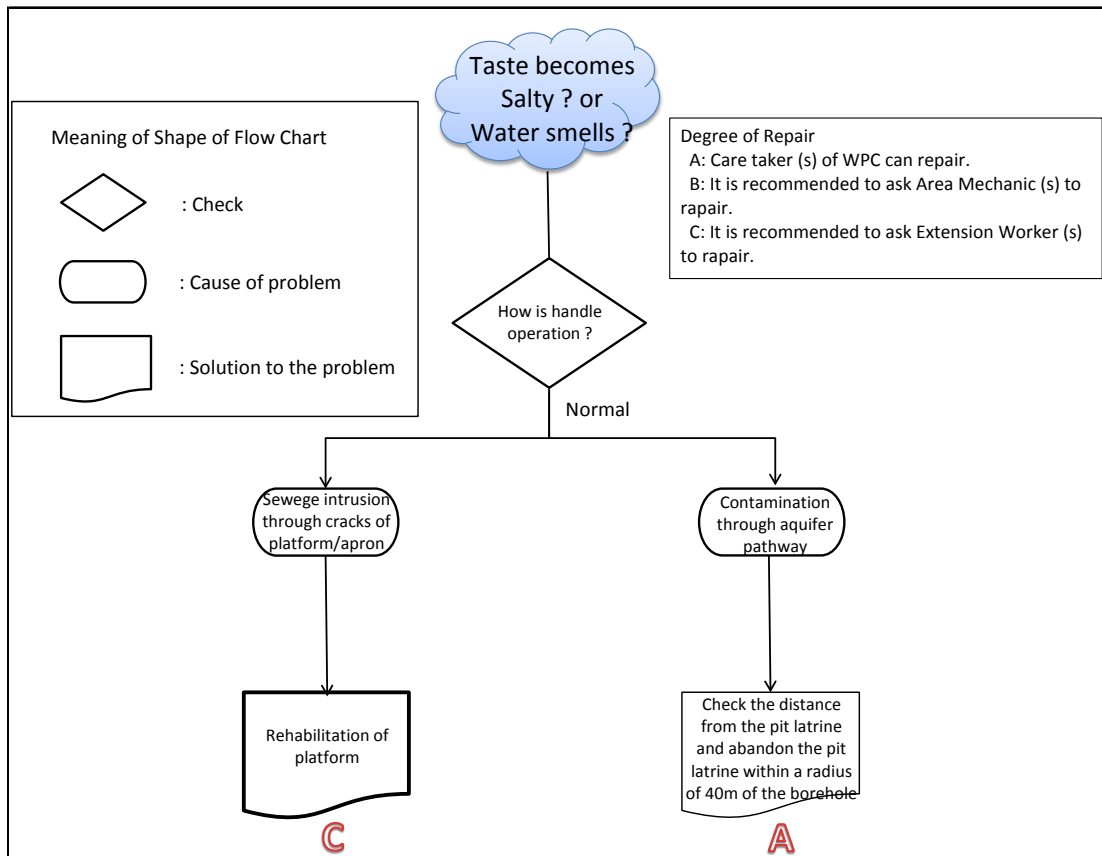 Taste becomes
Salty ? or
Water smells ?
Meaning of Shape of Flow Chart
: Check
: Cause of problem
: Solution to the problem
Degree of Repair
A: Care taker (s) of WPC can repair.
B: It is recommended to ask Area Mechanic (s) to
rapair.
C: It is recommended to ask Extension Worker (s)
to rapair.
How is handle
operation ?
Normal
Sewege intrusion
through cracks of
platform/apron
Contamination
through aquifer
pathway
Rehabilitation of
platform
Check the distance
from the pit latrine
and abandon the pit
latrine within a radius
of 40m of the borehole
C
A